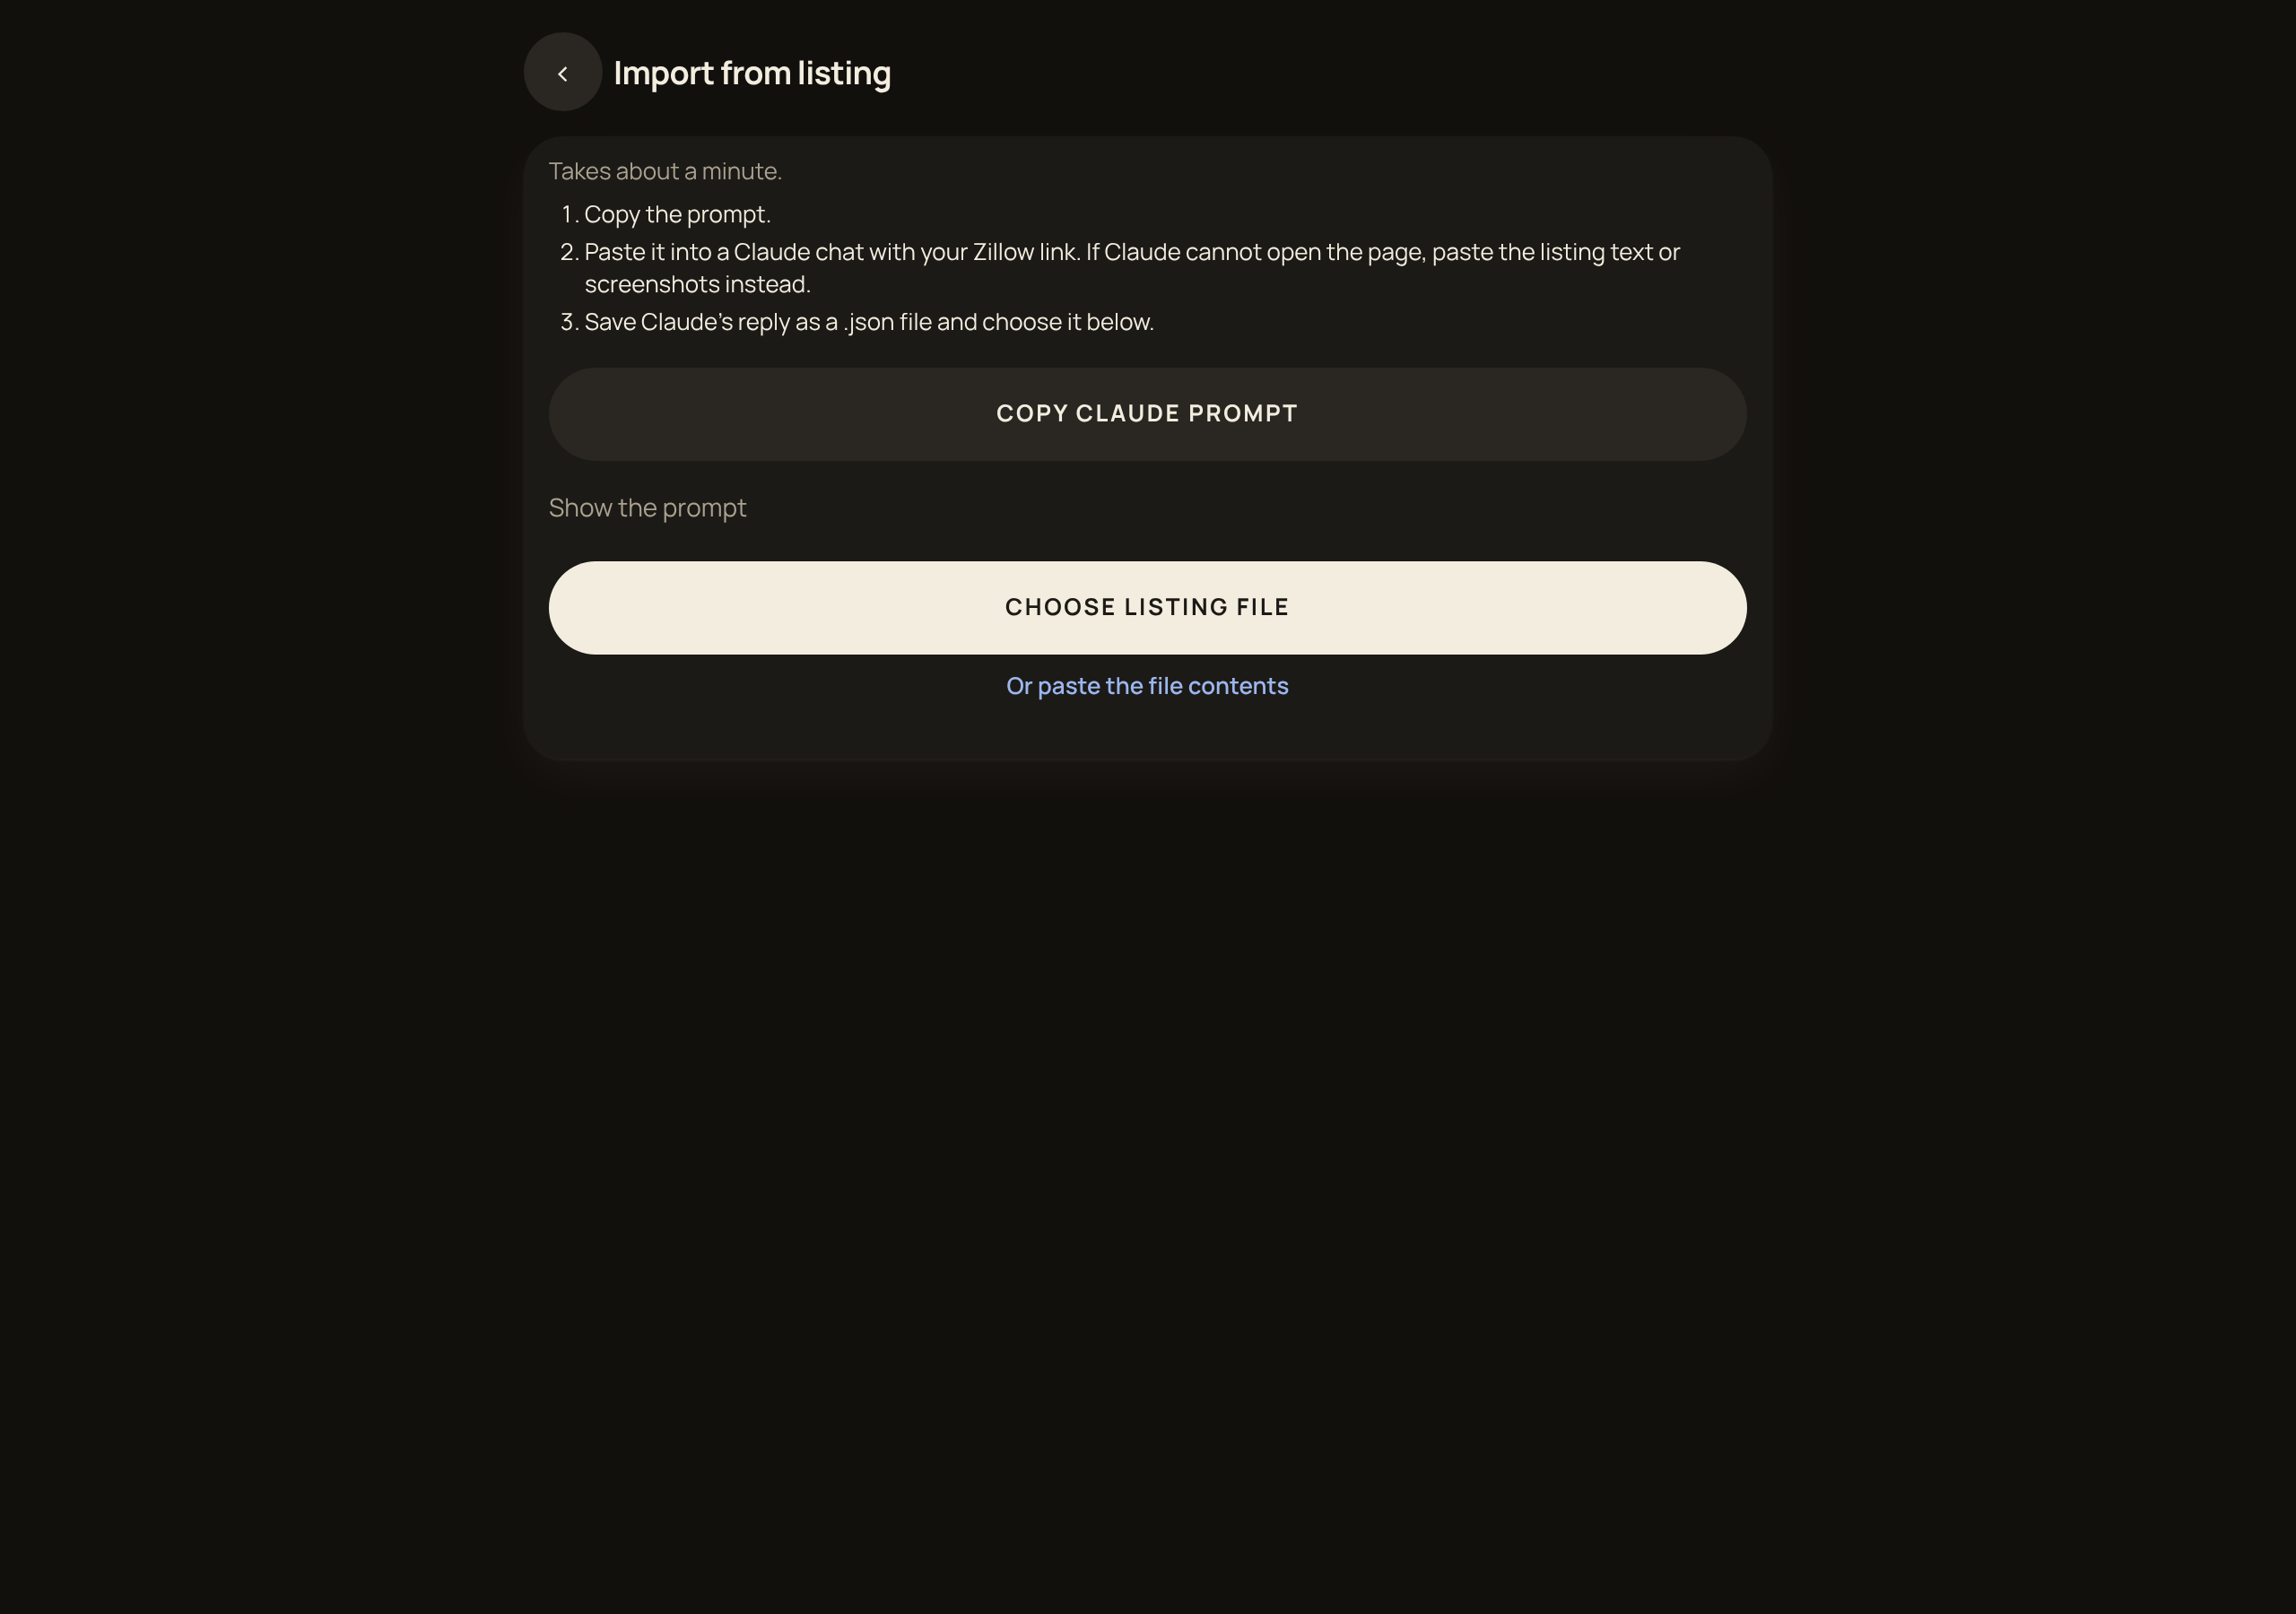 Import from listing
Takes about a minute.
1. Copy the prompt.
2. Paste it into a Claude chat with your Zillow link. If Claude cannot open the page, paste the listing text or
screenshots instead.
3. Save Claude’s reply as a .json file and choose it below.
COPY CLAUDE PROMPT
Show the prompt
CHOOSE LISTING FILE
Or paste the file contents